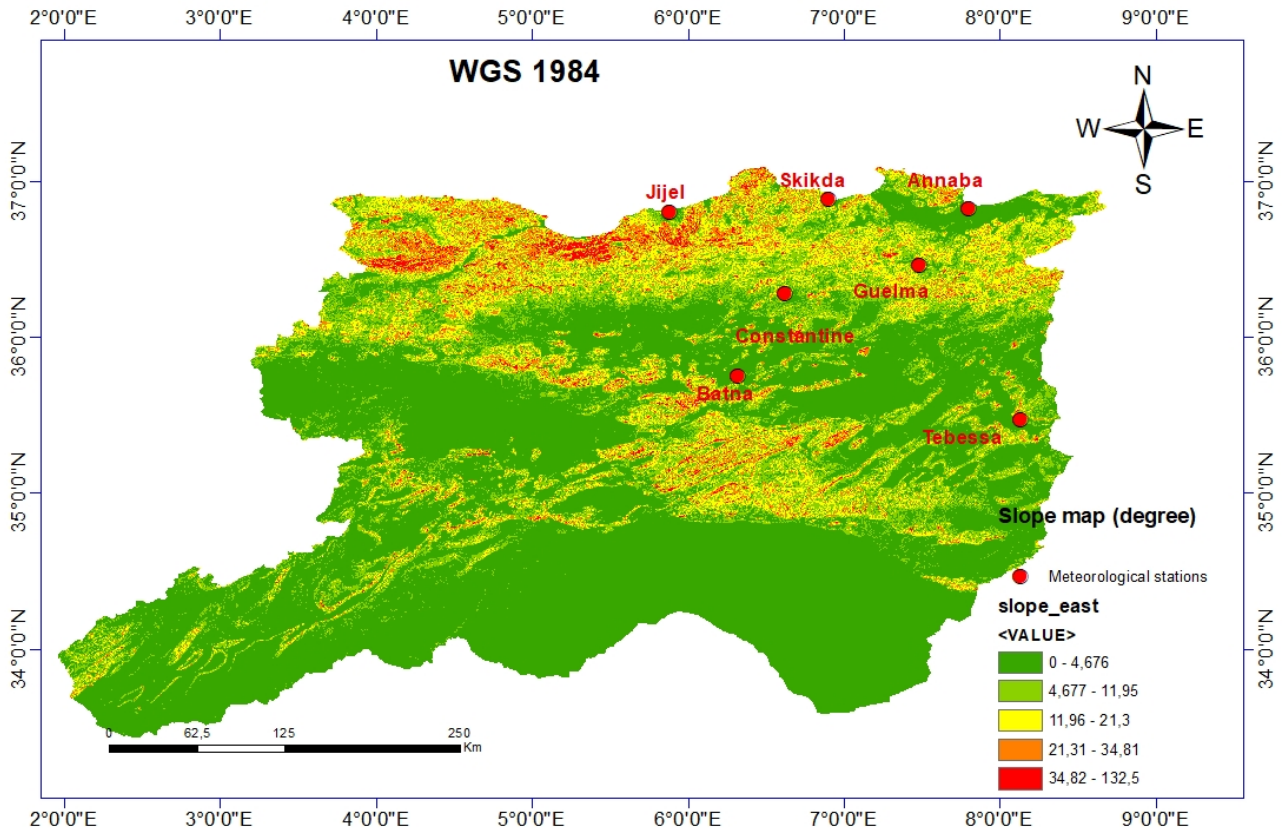 2°0'0"E 3°0'0"E 4°0'0"E 5°0'0"E 6°0'0"E 7°0'0"E 8°0'0"E 9°0'0"E
WGS 1984
N
W E
S
37°0'0"N 37°0'0"N
Skikda Annaba
Jijel
Guelma
36°0'0"N Constantine 36°0'0"N
Batna
Tebessa
35°0'0"N 35°0'0"N
Slope map (degree)
Meteorological stations
slope_east
<VALUE>
34°0'0"N 34°0'0"N
0 - 4,676
4,677 - 11,95
11,96 - 21,3
21,31 - 34,81
34,82 - 132,5
0 62,5 125 250
Km
2°0'0"E 3°0'0"E 4°0'0"E 5°0'0"E 6°0'0"E 7°0'0"E 8°0'0"E 9°0'0"E